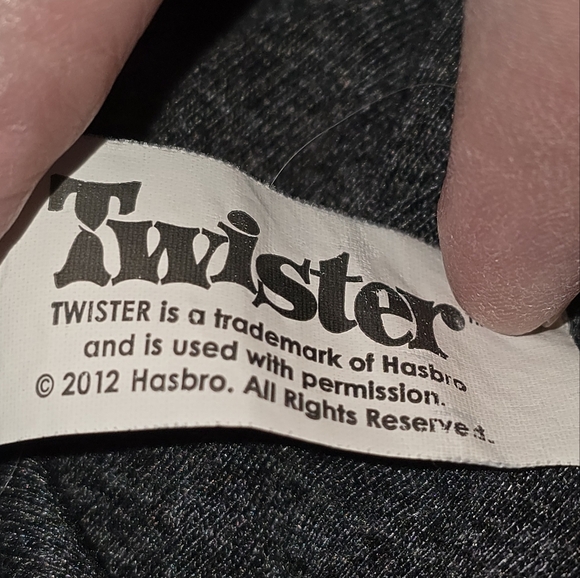 Twister
TWISTER is a trademark of Hasbro
and is used with permission.
© 2012 Hasbro. All Rights Reserved.